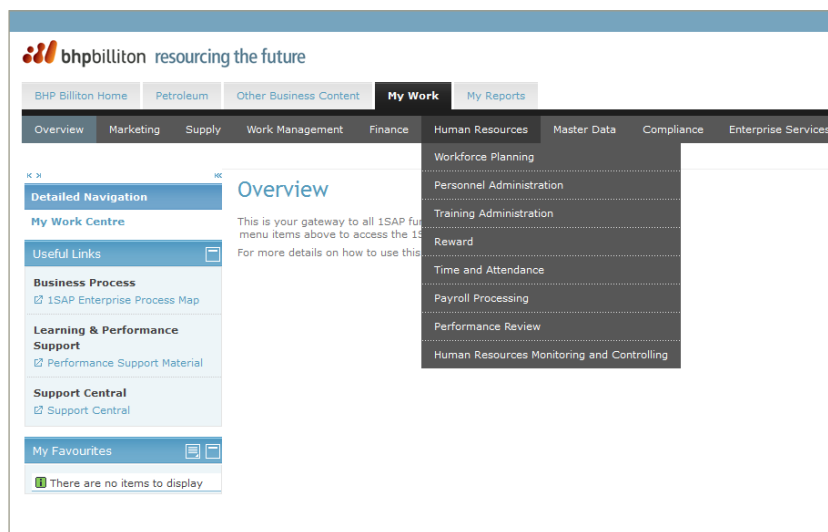 bhpbilliton resourcing the future
BHP Billiton Home Petroleum Other Business Content My Work My Reports
Overview Marketing Supply Work Management Finance Human Resources Master Data Compliance Enterprise Services
Workforce Planning
Personnel Administration
Training Administration
Reward
Time and Attendance
Payroll Processing
Performance Review
Human Resources Monitoring and Controlling
Detailed Navigation
My Work Centre
Useful Links
Business Process
1SAP Enterprise Process Map
Learning & Performance
Support
Performance Support Material
Support Central
Support Central
My Favourites
There are no items to display
Overview
This is your gateway to all 1SAP
menu items above to access the
For more details on how to use this